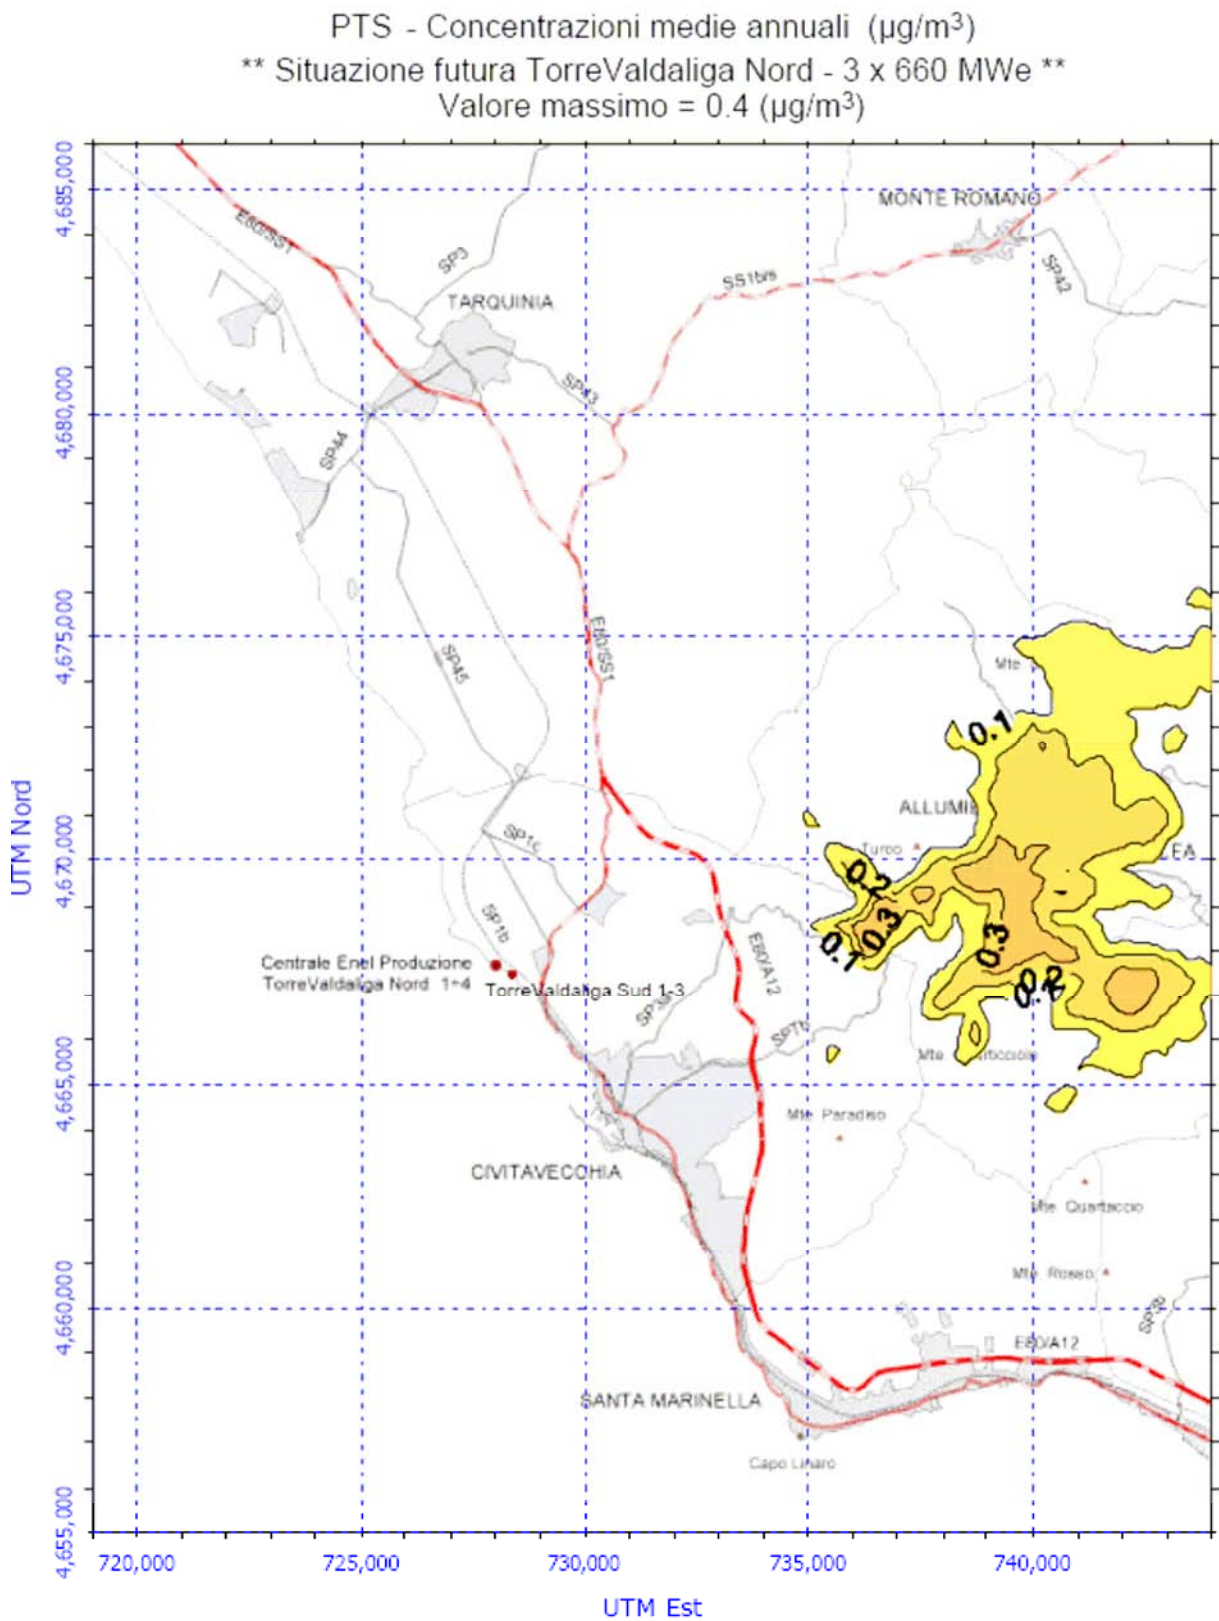 PTS - Concentrazioni medie annuali (µg/m³)
** Situazione futura TorreValdaliga Nord - 3 x 660 MWe **
Valore massimo = 0.4 (µg/m³)
4,685,000
MONTE ROMANO
E80/SS1
SP3
SS1bis
SP42
TARQUINIA
SP43
4,680,000
SP44
4,675,000
E80/SS1
SP45
Mte
0.1
UTM Nord
ALLUMIE
SP1c
Turco
EA
4,670,000
0.2
0.3
SP1b
0.1
0.3
E80/A12
Centrale Enel Produzione
TorreValdaliga Nord 1÷4
TorreValdaliga Sud 1-3
0.2
SP3a
Mte
4,665,000
Mte Paradiso
CIVITAVECCHIA
Mte. Quartaccio
Mte. Rosso
4,660,000
SP3b
E80/A12
SANTA MARINELLA
Capo Linaro
4,655,000
720,000
725,000
730,000
735,000
740,000
UTM Est